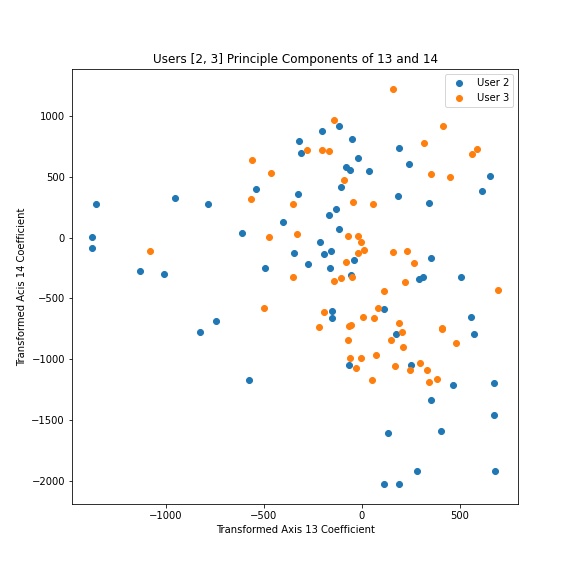 Users [2, 3] Principle Components of 13 and 14
User 2
User 3
Transformed Acis 14 Coefficient
1000
500
0
−500
−1000
−1500
−2000
−1000
−500
0
500
Transformed Axis 13 Coefficient